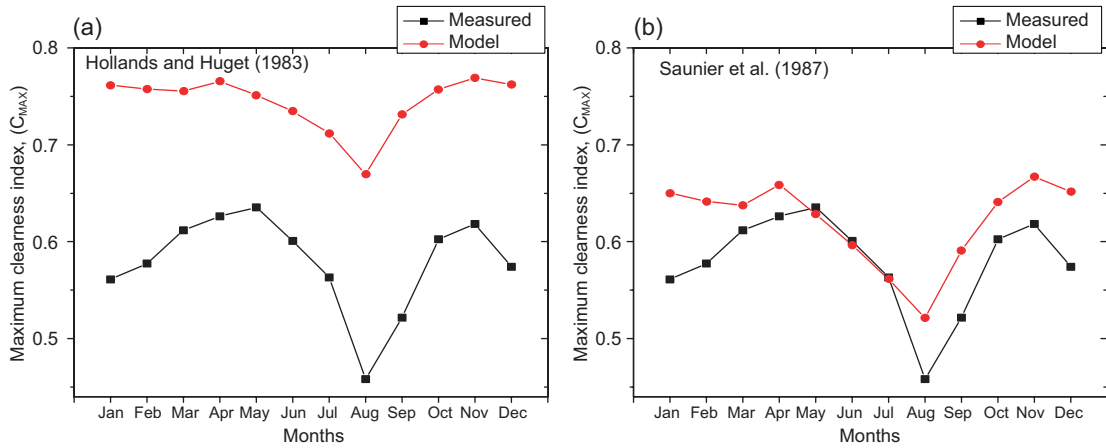 (a)
Measured
Model
Hollands and Huget (1983)
Maximum clearness index, (CMAX)
0.8
0.7
0.6
0.5
Jan Feb Mar Apr May Jun Jul Aug Sep Oct Nov Dec
Months
(b)
Measured
Model
Saunier et al. (1987)
Maximum clearness index, (CMAX)
0.8
0.7
0.6
0.5
Jan Feb Mar Apr May Jun Jul Aug Sep Oct Nov Dec
Months